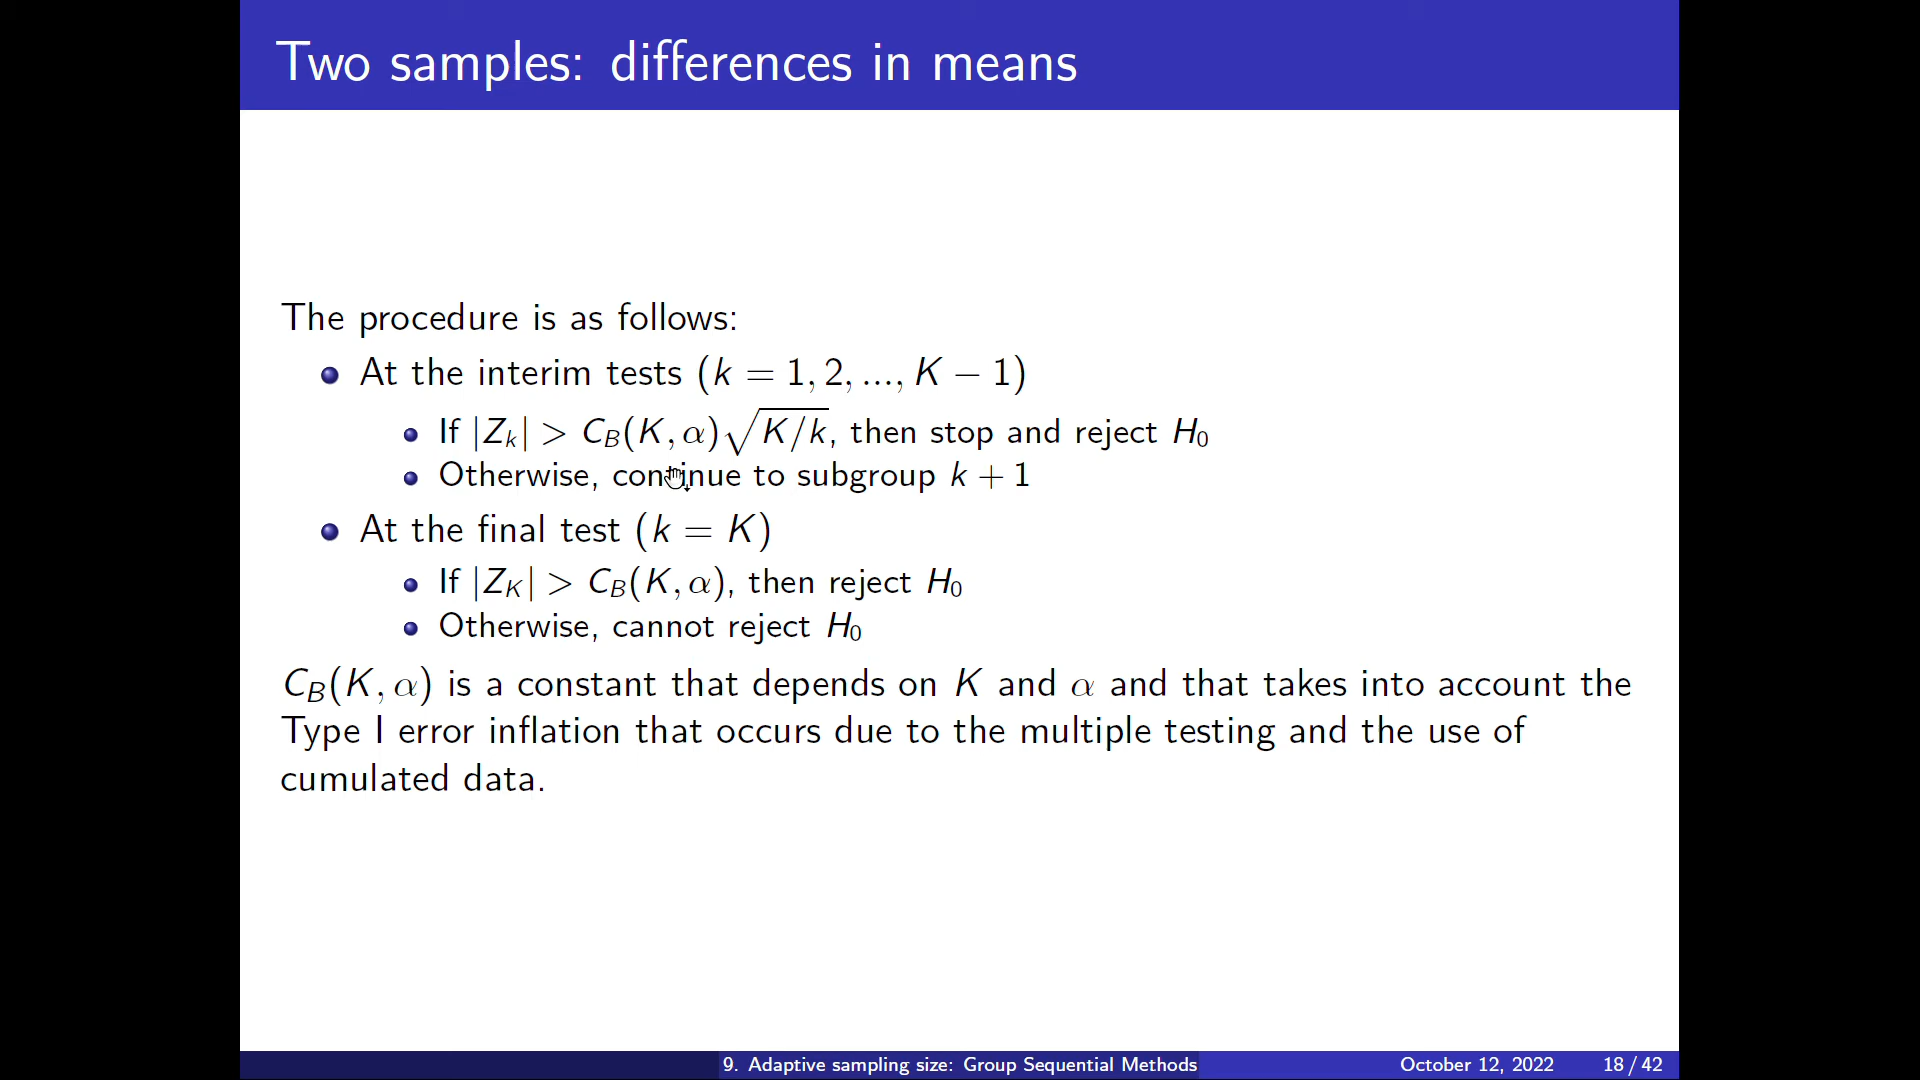 Two samples: differences in means
The procedure is as follows:
At the interim tests (k = 1, 2, ..., K − 1)
If |Z_k| > C_B(K, α)√K/k, then stop and reject H_0
Otherwise, continue to subgroup k + 1
At the final test (k = K)
If |Z_K| > C_B(K, α), then reject H_0
Otherwise, cannot reject H_0
C_B(K, α) is a constant that depends on K and α and that takes into account the
Type I error inflation that occurs due to the multiple testing and the use of
cumulated data.
9. Adaptive sampling size: Group Sequential Methods October 12, 2022 18 / 42